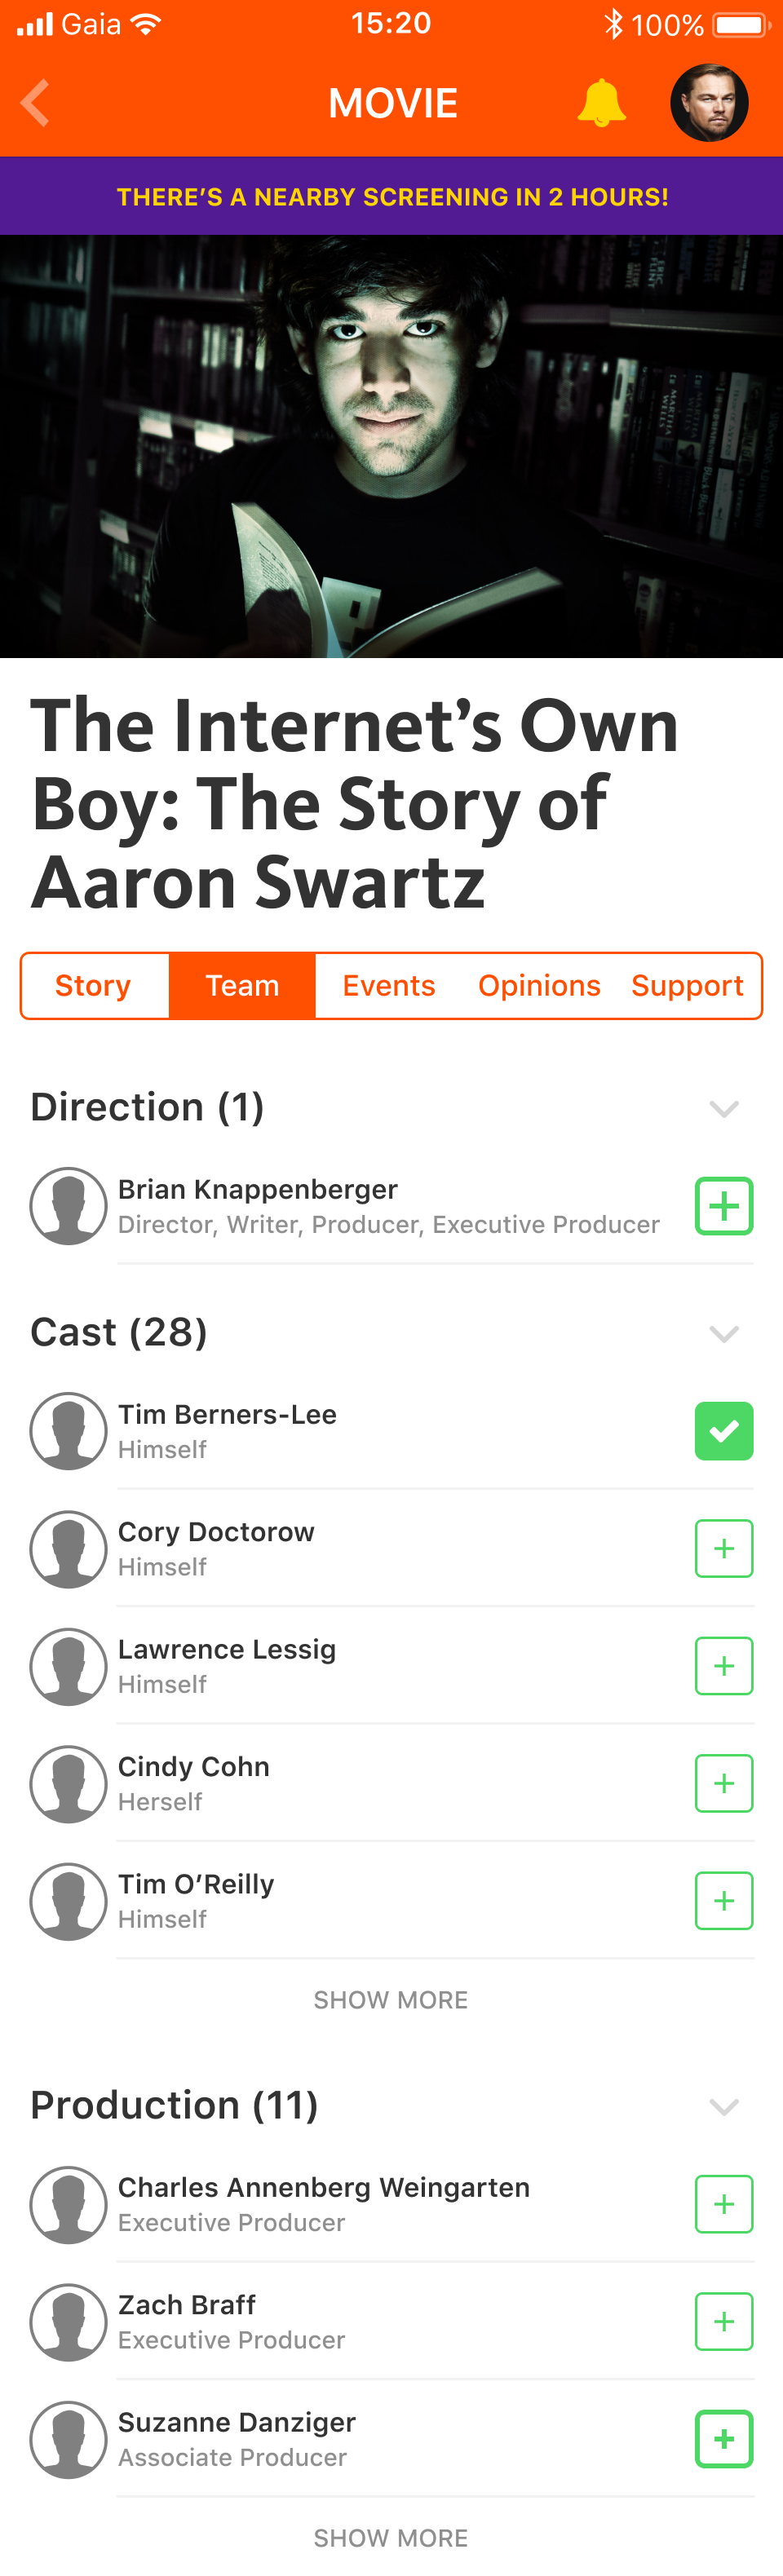 Gaia 15:20 100%
MOVIE
THERE’S A NEARBY SCREENING IN 2 HOURS!
The Internet’s Own
Boy: The Story of
Aaron Swartz
Story Team Events Opinions Support
Direction (1)
Brian Knappenberger
Director, Writer, Producer, Executive Producer
Cast (28)
Tim Berners-Lee
Himself
Cory Doctorow
Himself
Lawrence Lessig
Himself
Cindy Cohn
Herself
Tim O’Reilly
Himself
SHOW MORE
Production (11)
Charles Annenberg Weingarten
Executive Producer
Zach Braff
Executive Producer
Suzanne Danziger
Associate Producer
SHOW MORE